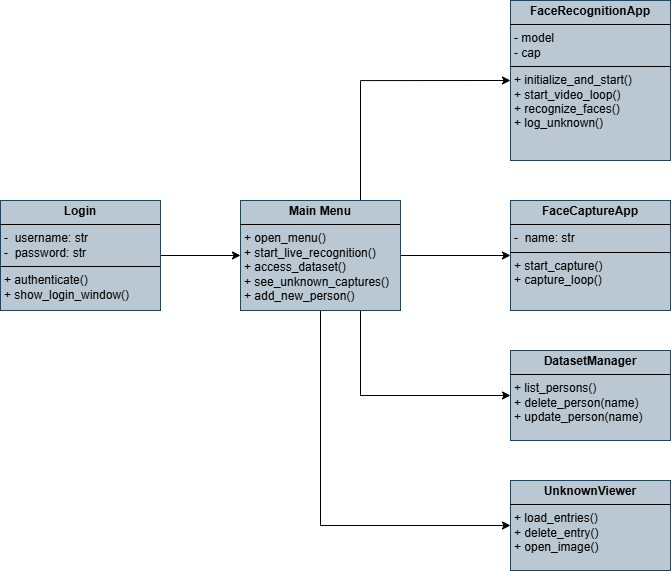 FaceRecognitionApp
- model
- cap
+ initialize_and_start()
+ start_video_loop()
+ recognize_faces()
+ log_unknown()
Login
- username: str
- password: str
+ authenticate()
+ show_login_window()
Main Menu
+ open_menu()
+ start_live_recognition()
+ access_dataset()
+ see_unknown_captures()
+ add_new_person()
FaceCaptureApp
- name: str
+ start_capture()
+ capture_loop()
DatasetManager
+ list_persons()
+ delete_person(name)
+ update_person(name)
UnknownViewer
+ load_entries()
+ delete_entry()
+ open_image()